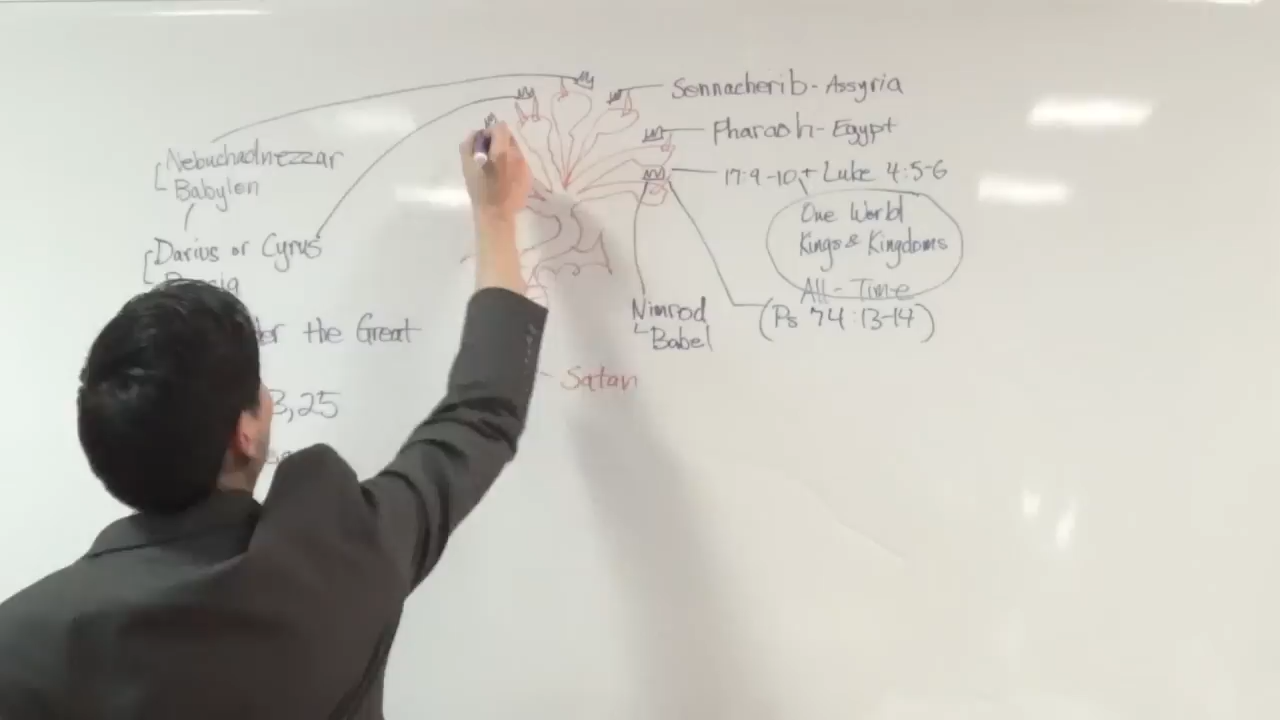 Nebuchadnezzar
Babylon
Darius or Cyrus
Persia
the Great
3,25
Sennacherib - Assyria
Pharaoh - Egypt
17:9-10 + Luke 4:5-6
One World
Kings & Kingdoms
All-Time
(Ps 74:13-14)
Nimrod
Babel
Satan